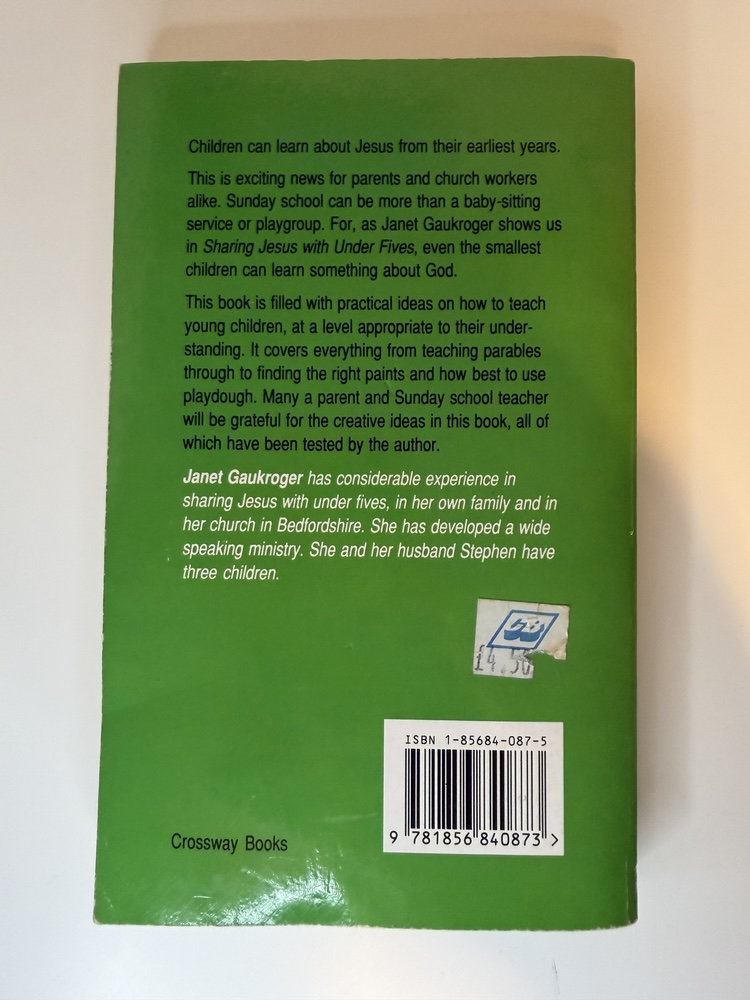 Children can learn about Jesus from their earliest years.
This is exciting news for parents and church workers
alike. Sunday school can be more than a baby-sitting
service or playgroup. For, as Janet Gaukroger shows us
in Sharing Jesus with Under Fives, even the smallest
children can learn something about God.
This book is filled with practical ideas on how to teach
young children, at a level appropriate to their under-
standing. It covers everything from teaching parables
through to finding the right paints and how best to use
playdough. Many a parent and Sunday school teacher
will be grateful for the creative ideas in this book, all of
which have been tested by the author.
Janet Gaukroger has considerable experience in
sharing Jesus with under fives, in her own family and in
her church in Bedfordshire. She has developed a wide
speaking ministry. She and her husband Stephen have
three children.
£4.50
ISBN 1-85684-087-5
9 781856 840873 >
Crossway Books